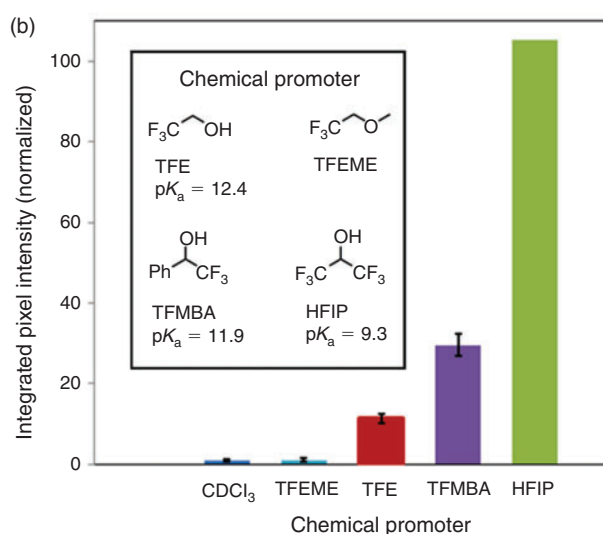 (b)
Integrated pixel intensity (normalized)
100
80
60
40
20
0
Chemical promoter
F₃C OH
TFE
pKₐ = 12.4
F₃C O
TFEME
OH
Ph CF₃
TFMBA
pKₐ = 11.9
OH
F₃C CF₃
HFIP
pKₐ = 9.3
CDCl₃ TFEME TFE TFMBA HFIP
Chemical promoter